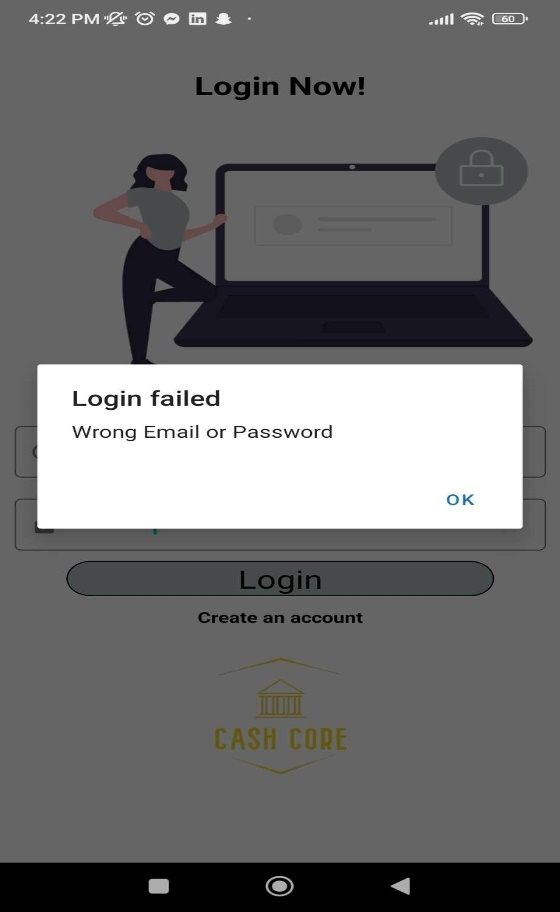 4:22 PM
60
Login Now!
Login failed
Wrong Email or Password
OK
Login
Create an account
CASH CORE